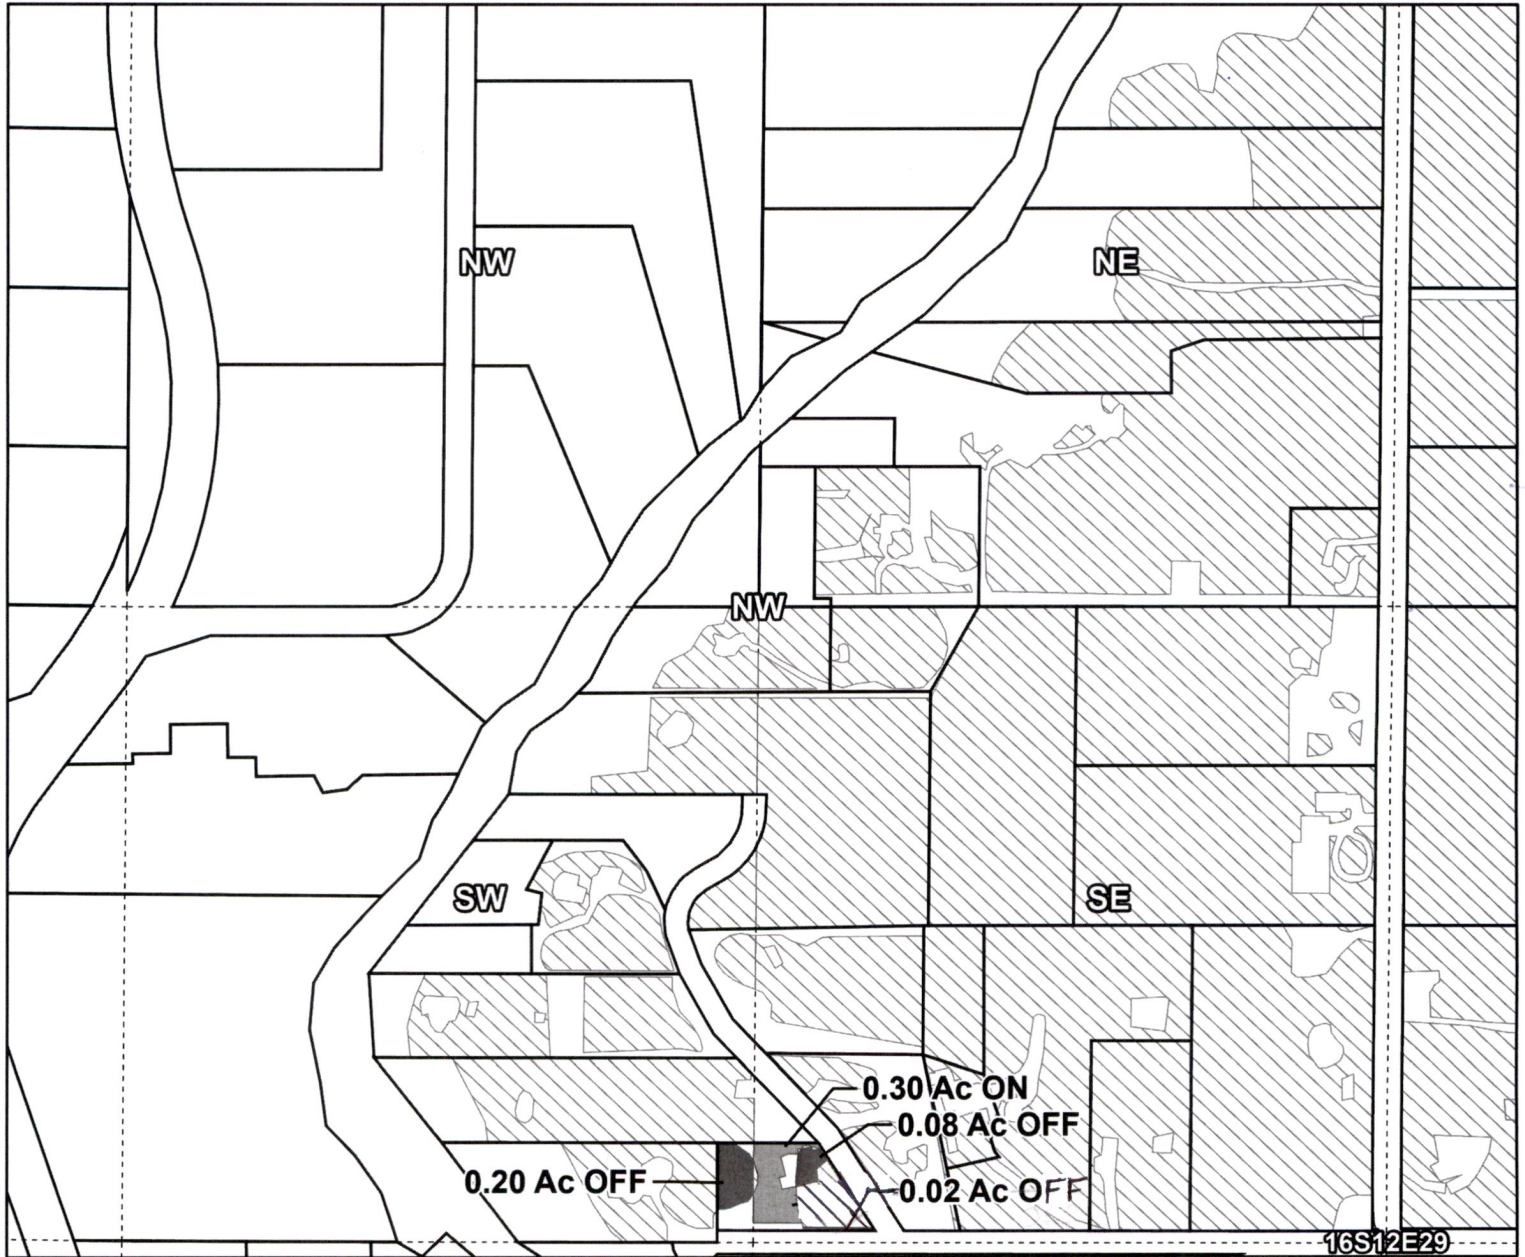 NW
NE
NW
SW
SE
0.30 Ac ON
0.08 Ac OFF
0.20 Ac OFF
0.02 Ac OFF
16S12E29